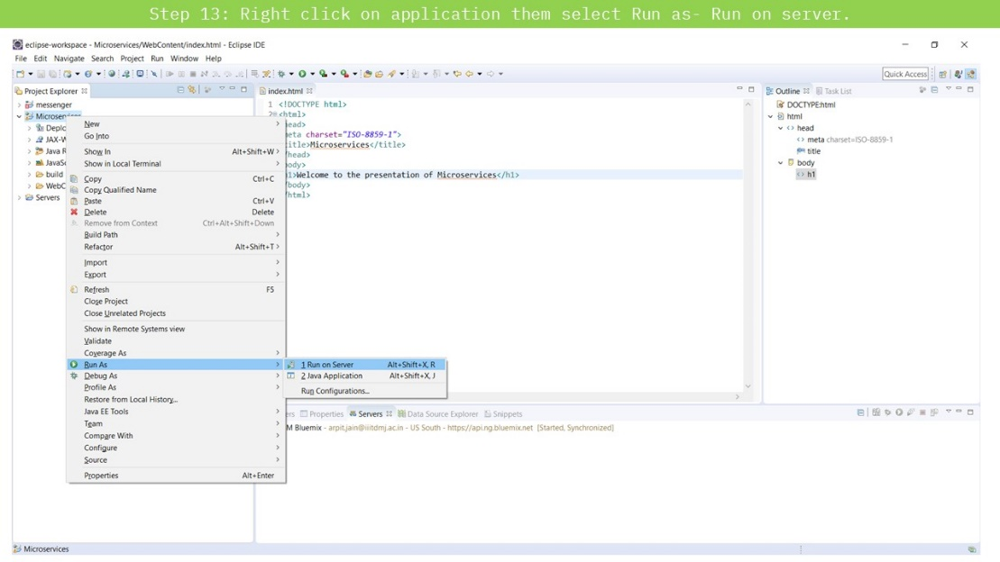 Step 13: Right click on application them select Run as- Run on server.
eclipse-workspace - Microservices/WebContent/index.html - Eclipse IDE
File Edit Navigate Search Project Run Window Help
Quick Access
Project Explorer
messenger
Microservices
Deplo
JAX-W
Java R
JavaSc
build
WebC
Servers
New
Go Into
Show In Alt+Shift+W
Show in Local Terminal
Copy Ctrl+C
Copy Qualified Name
Paste Ctrl+V
Delete Delete
Remove from Context Ctrl+Alt+Shift+Down
Build Path
Refactor Alt+Shift+T
Import
Export
Refresh F5
Close Project
Close Unrelated Projects
Show in Remote Systems view
Validate
Coverage As
Run As
Debug As
Profile As
Restore from Local History...
Java EE Tools
Team
Compare With
Configure
Source
Properties Alt+Enter
1 Run on Server Alt+Shift+X, R
2 Java Application Alt+Shift+X, J
Run Configurations...
index.html
1 <!DOCTYPE html>
2 <html>
ead>
eta charset="ISO-8859-1">
itle>Microservices</title>
/head>
ody>
1>Welcome to the presentation of Microservices</h1>
/body>
/html>
Outline Task List
DOCTYPE:html
html
head
meta charset=ISO-8859-1
title
body
h1
ers Properties Servers Data Source Explorer Snippets
M Bluemix - arpit.jain@iiitdmj.ac.in - US South - https://api.ng.bluemix.net [Started, Synchronized]
Microservices